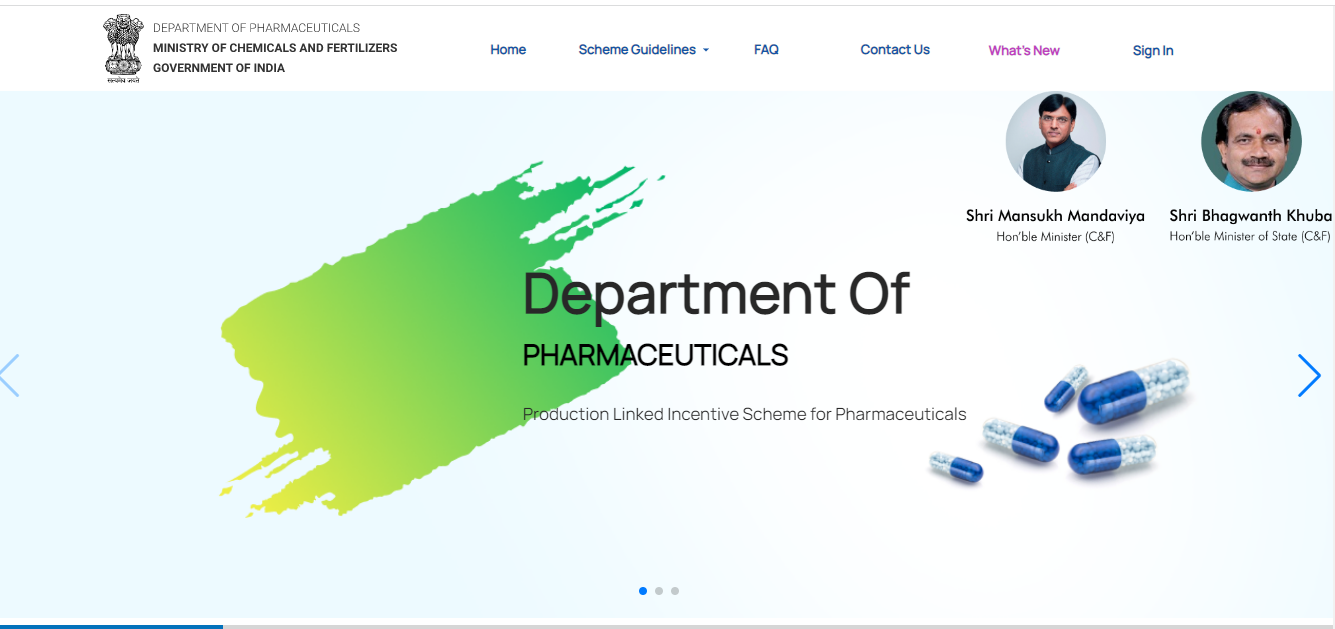 DEPARTMENT OF PHARMACEUTICALS
MINISTRY OF CHEMICALS AND FERTILIZERS
GOVERNMENT OF INDIA
सत्यमेव जयते
Home
Scheme Guidelines
FAQ
Contact Us
What's New
Sign In
Shri Mansukh Mandaviya
Hon'ble Minister (C&F)
Shri Bhagwanth Khuba
Hon'ble Minister of State (C&F)
Department Of
PHARMACEUTICALS
Production Linked Incentive Scheme for Pharmaceuticals